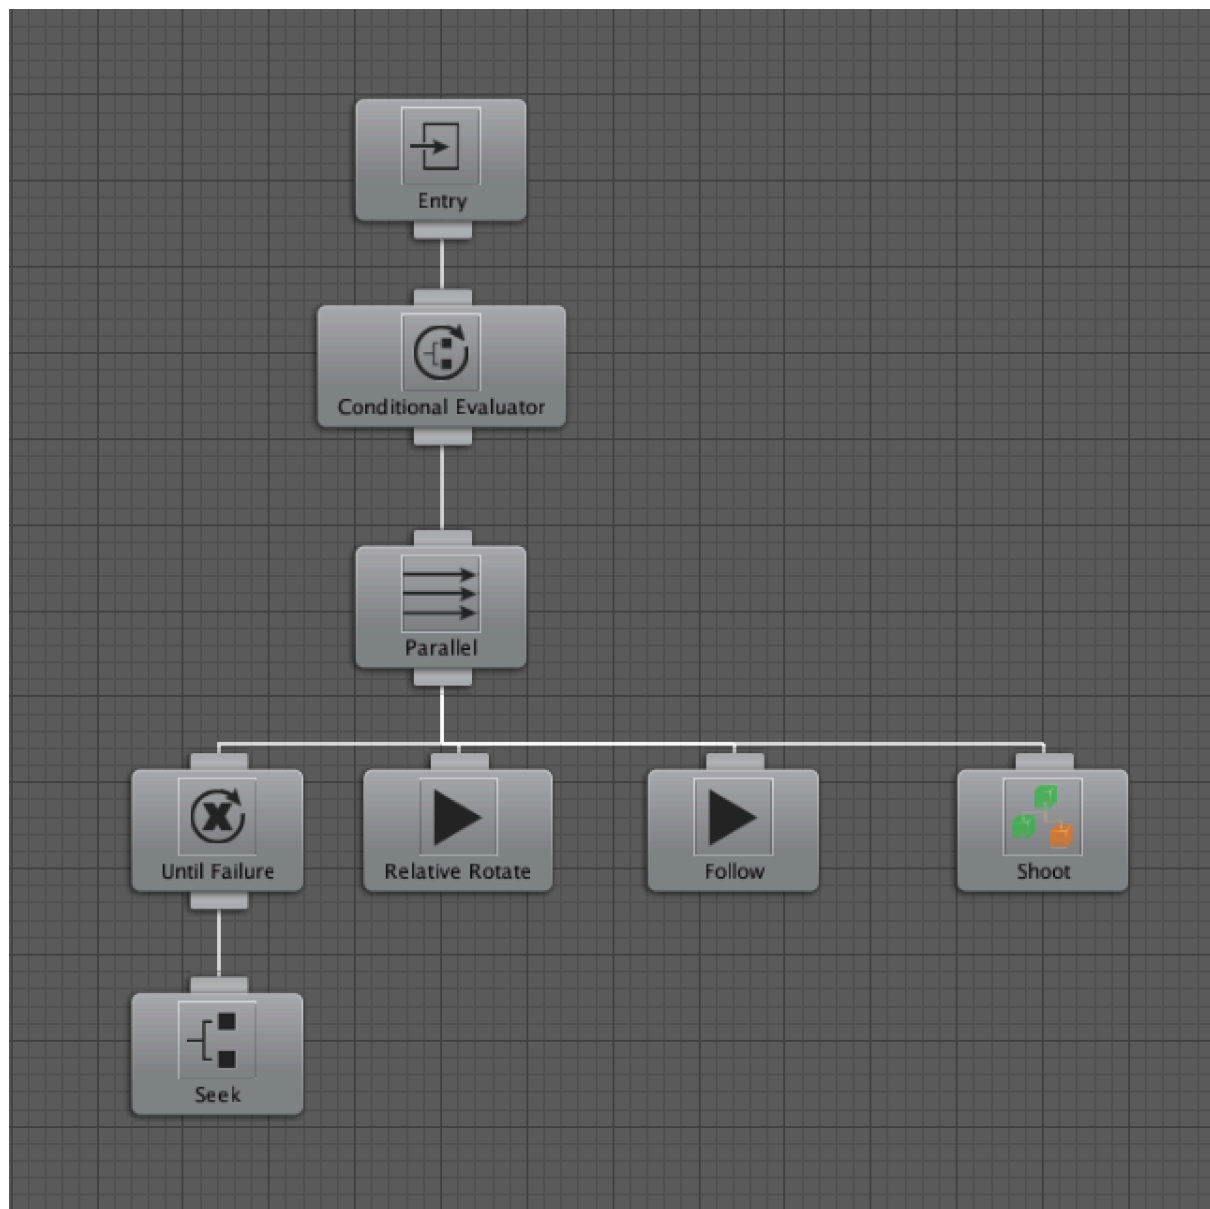 Entry
Conditional Evaluator
Parallel
Until Failure
Relative Rotate
Follow
Shoot
Seek